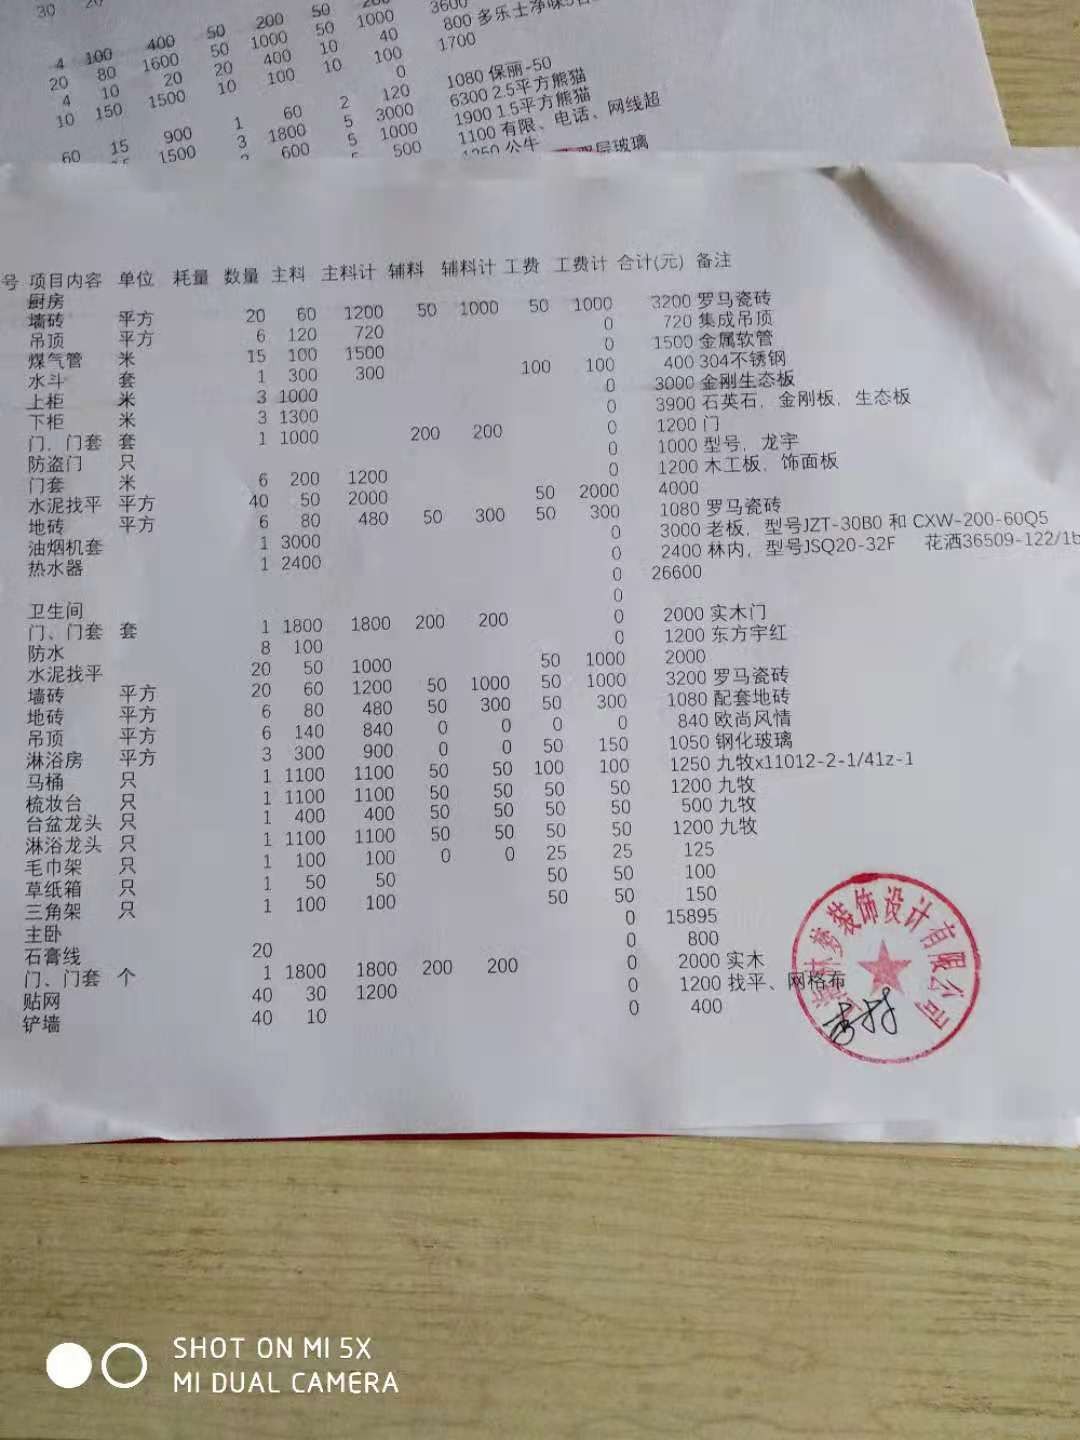 30 20 50 200 50 200 3600
4 100 400 50 1000 50 1000 800 多乐士净味5合
20 80 1600 50 400 10 40 1700
4 10 20 20 100 10 100
10 150 1500 10 0 1080 保丽-50
1 60 2 120 6300 2.5平方熊猫
60 15 900 3 1800 5 3000 1900 1.5平方熊猫
1500 600 5 1000 1100 有限、电话、网线超
500 1250 公牛
双层玻璃
号 项目内容 单位 耗量 数量 主料 主料计 辅料 辅料计 工费 工费计 合计(元) 备注
厨房
墙砖 平方 20 60 1200 50 1000 50 1000 3200 罗马瓷砖
吊顶 平方 6 120 720 0 720 集成吊顶
煤气管 米 15 100 1500 0 1500 金属软管
水斗 套 1 300 300 100 100 400 304不锈钢
上柜 米 3 1000 0 3000 金刚生态板
下柜 米 3 1300 0 3900 石英石, 金刚板, 生态板
门、门套 套 1 1000 200 200 0 1200 门
防盗门 只 0 1000 型号, 龙宇
门套 米 6 200 1200 0 1200 木工板, 饰面板
水泥找平 平方 40 50 2000 50 2000 4000
地砖 平方 6 80 480 50 300 50 300 1080 罗马瓷砖
油烟机套 1 3000 0 3000 老板, 型号JZT-30B0 和 CXW-200-60Q5
热水器 1 2400 0 2400 林内, 型号JSQ20-32F 花洒36509-122/1b
0 26600
卫生间 0
门、门套 套 1 1800 1800 200 200 0 2000 实木门
防水 8 100 0 1200 东方宇红
水泥找平 20 50 1000 50 1000 2000
墙砖 平方 20 60 1200 50 1000 50 1000 3200 罗马瓷砖
地砖 平方 6 80 480 50 300 50 300 1080 配套地砖
吊顶 平方 6 140 840 0 0 0 0 840 欧尚风情
淋浴房 平方 3 300 900 0 0 50 150 1050 钢化玻璃
马桶 只 1 1100 1100 50 50 100 100 1250 九牧x11012-2-1/41z-1
梳妆台 只 1 1100 1100 50 50 50 50 1200 九牧
台盆龙头 只 1 400 400 50 50 50 50 500 九牧
淋浴龙头 只 1 1100 1100 50 50 50 50 1200 九牧
毛巾架 只 1 100 100 0 0 25 25 125
草纸箱 只 1 50 50 50 50 100
三角架 只 1 100 100 50 50 150
主卧 0 15895
石膏线 20 0 800
门、门套 个 1 1800 1800 200 200 0 2000 实木
贴网 40 30 1200 0 1200 找平、网格布
铲墙 40 10 0 400
梦装饰设计有限公司
SHOT ON MI 5X
MI DUAL CAMERA